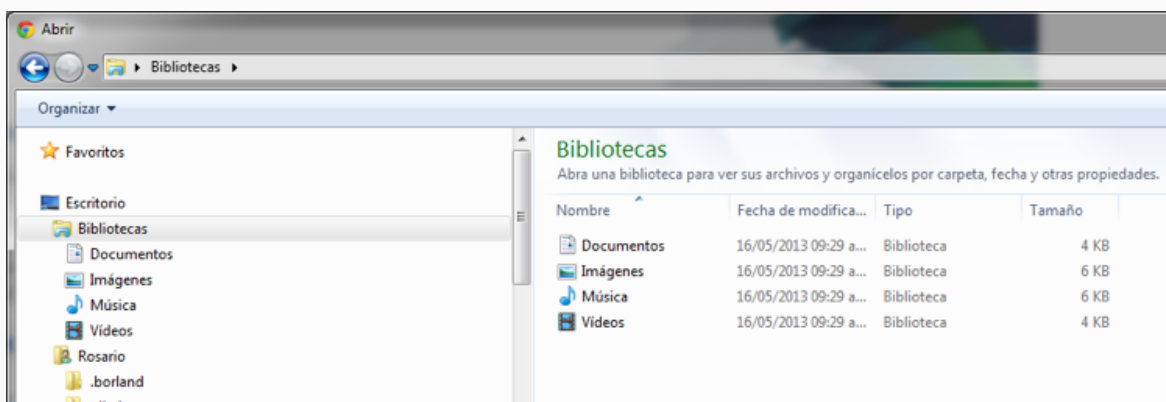 Abrir
Bibliotecas
Organizar
Favoritos
Escritorio
Bibliotecas
Documentos
Imágenes
Música
Vídeos
Rosario
.borland
Bibliotecas
Abra una biblioteca para ver sus archivos y organícelos por carpeta, fecha y otras propiedades.
Nombre Fecha de modifica... Tipo Tamaño
Documentos 16/05/2013 09:29 a... Biblioteca 4 KB
Imágenes 16/05/2013 09:29 a... Biblioteca 6 KB
Música 16/05/2013 09:29 a... Biblioteca 6 KB
Vídeos 16/05/2013 09:29 a... Biblioteca 4 KB